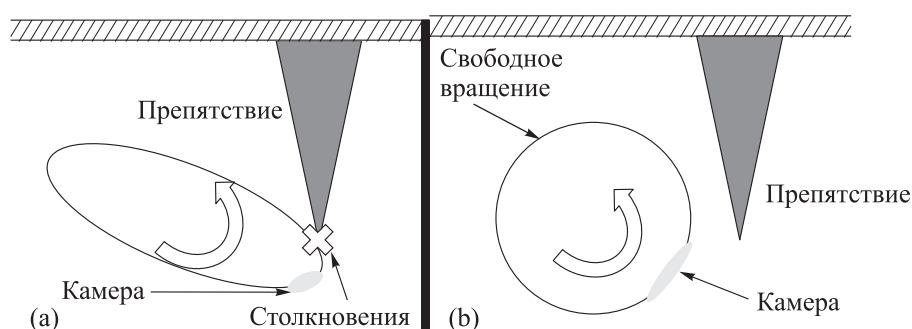 Препятствие
Камера
Столкновения
(a)
Свободное
вращение
Препятствие
Камера
(b)